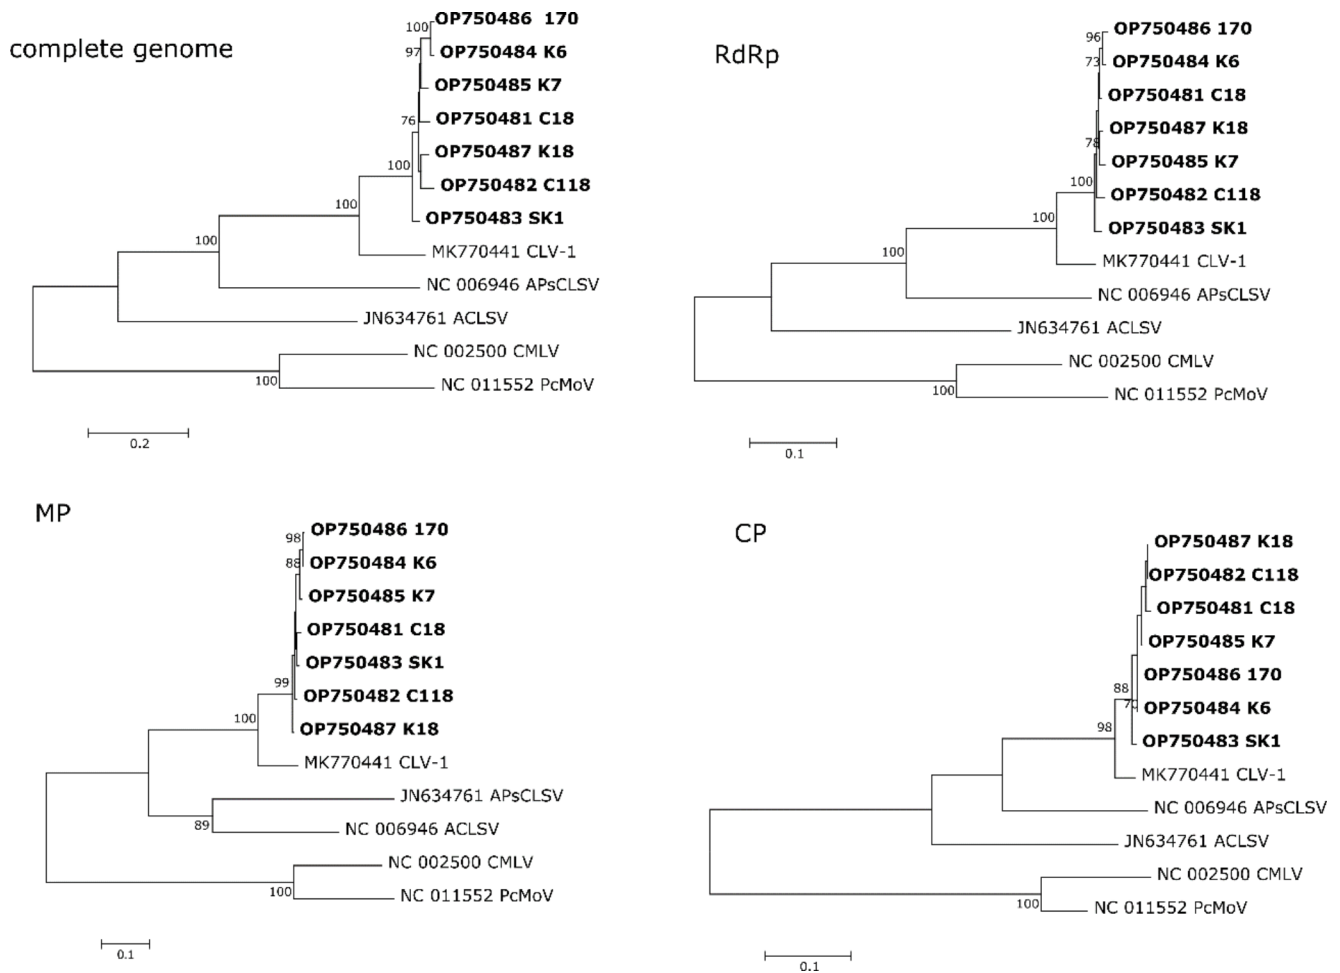 complete genome
100
OP750486 170
97
OP750484 K6
OP750485 K7
76
OP750481 C18
OP750487 K18
100
OP750482 C118
100
OP750483 SK1
100
MK770441 CLV-1
NC 006946 APsCLSV
JN634761 ACLSV
NC 002500 CMLV
100
NC 011552 PcMoV
0.2
RdRp
96
OP750486 170
73
OP750484 K6
OP750481 C18
OP750487 K18
78
OP750485 K7
100
OP750482 C118
100
OP750483 SK1
100
MK770441 CLV-1
NC 006946 APsCLSV
JN634761 ACLSV
NC 002500 CMLV
100
NC 011552 PcMoV
0.1
MP
98
OP750486 170
88
OP750484 K6
OP750485 K7
OP750481 C18
OP750483 SK1
99
OP750482 C118
100
OP750487 K18
MK770441 CLV-1
JN634761 APsCLSV
89
NC 006946 ACLSV
NC 002500 CMLV
100
NC 011552 PcMoV
0.1
CP
OP750487 K18
OP750482 C118
OP750481 C18
OP750485 K7
OP750486 170
88
OP750484 K6
98
OP750483 SK1
MK770441 CLV-1
NC 006946 APsCLSV
JN634761 ACLSV
NC 002500 CMLV
100
NC 011552 PcMoV
0.1